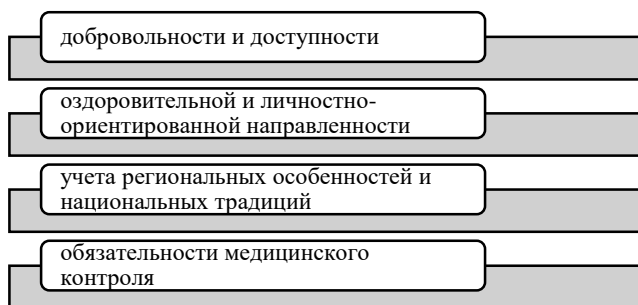 добровольности и доступности
оздоровительной и личностно-
ориентированной направленности
учета региональных особенностей и
национальных традиций
обязательности медицинского
контроля